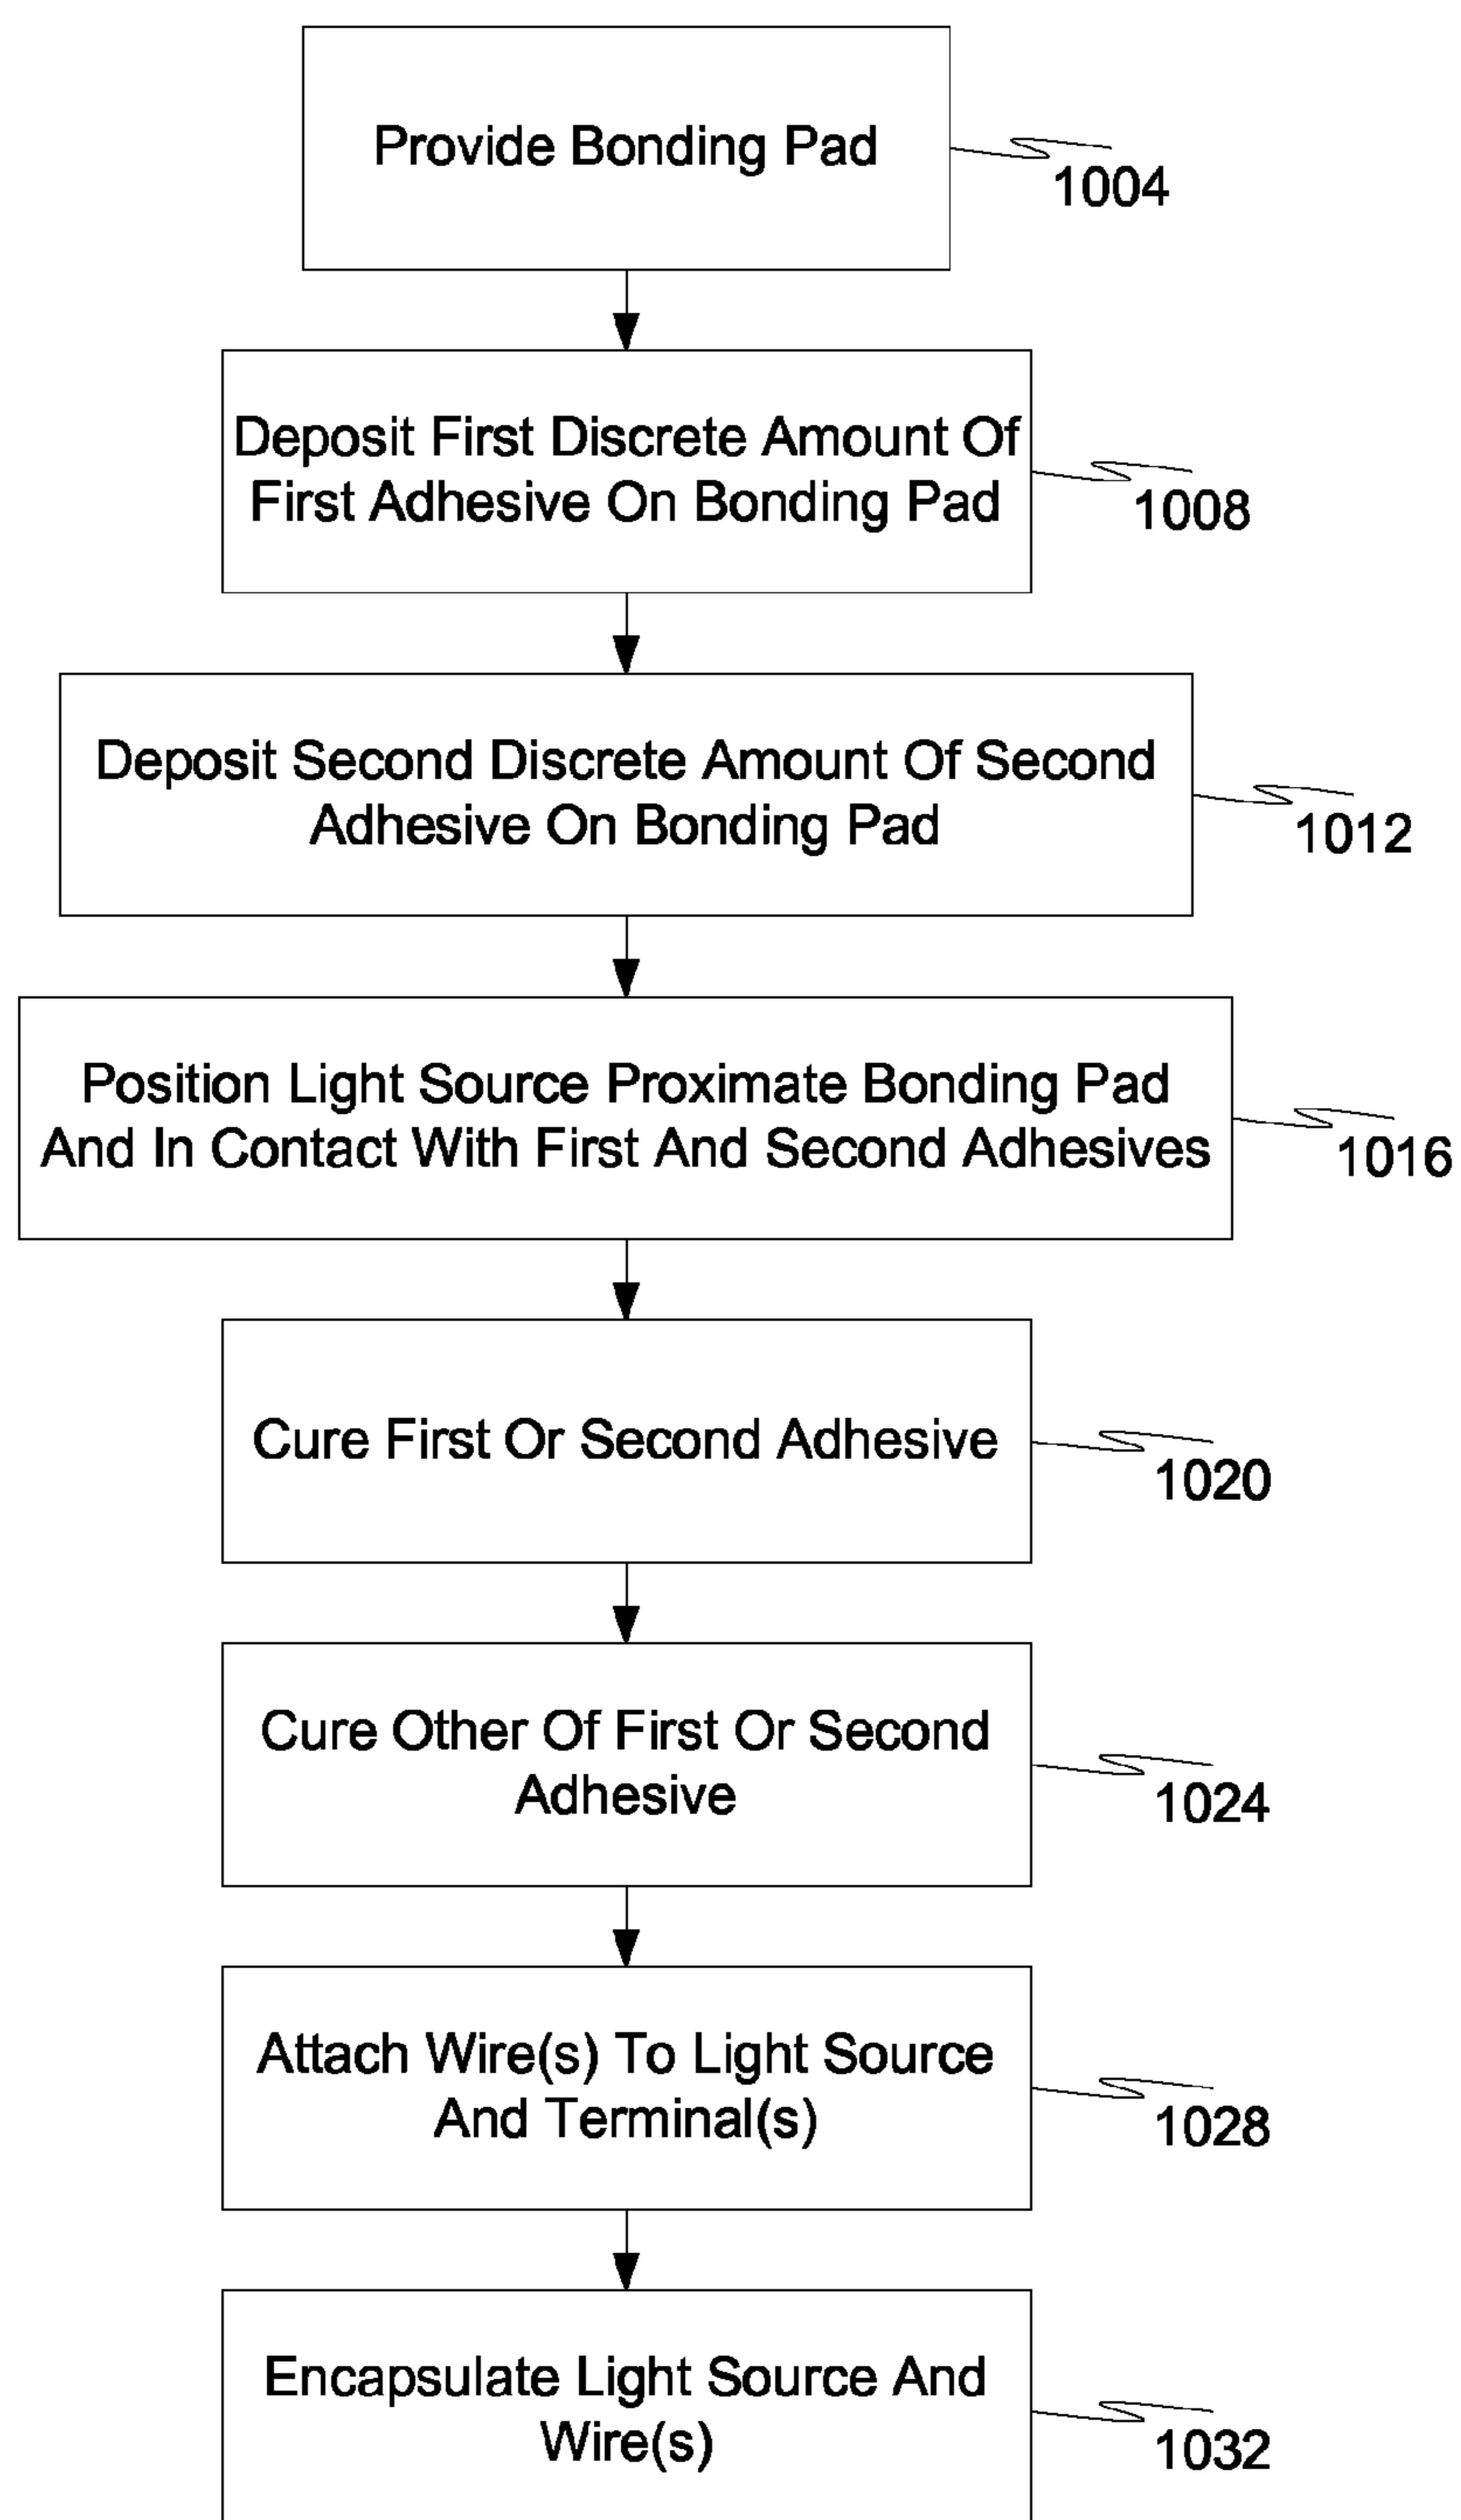 Provide Bonding Pad
1004
Deposit First Discrete Amount Of
First Adhesive On Bonding Pad
1008
Deposit Second Discrete Amount Of Second
Adhesive On Bonding Pad
1012
Position Light Source Proximate Bonding Pad
And In Contact With First And Second Adhesives
1016
Cure First Or Second Adhesive
1020
Cure Other Of First Or Second
Adhesive
1024
Attach Wire(s) To Light Source
And Terminal(s)
1028
Encapsulate Light Source And
Wire(s)
1032